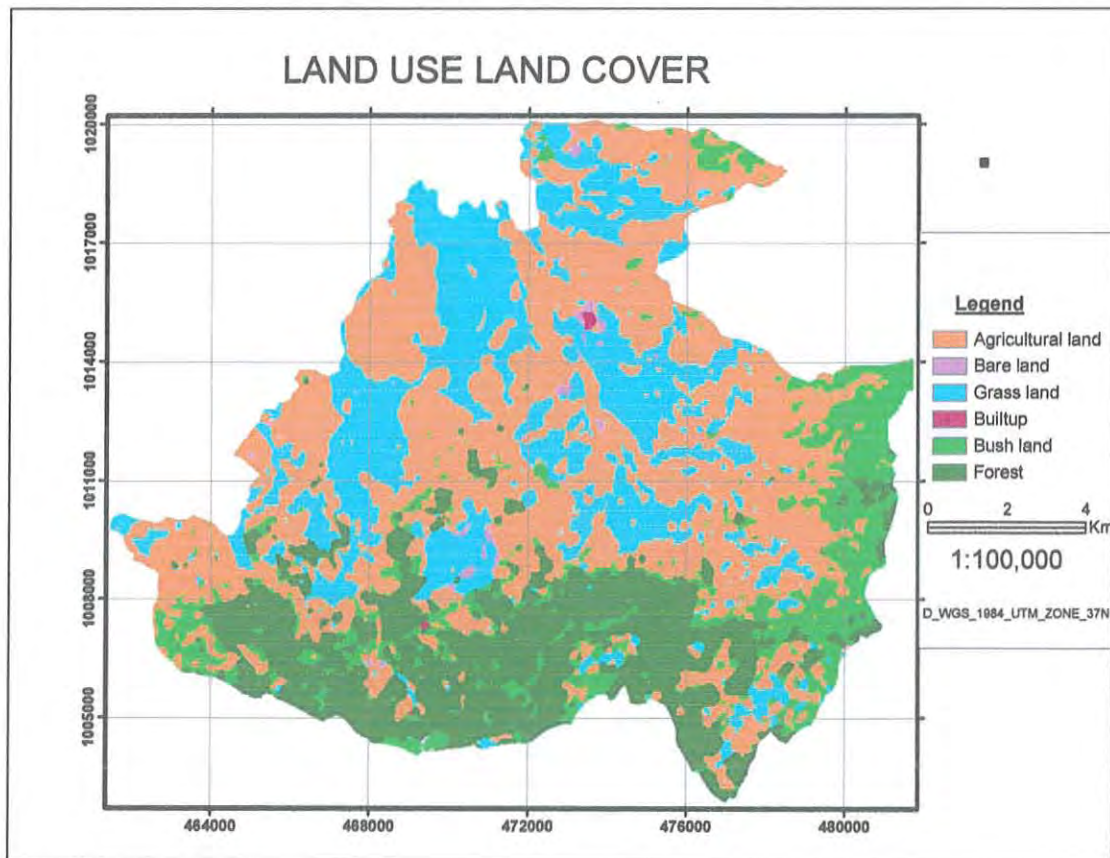 LAND USE LAND COVER
1020000
1017000
1014000
1011000
1008000
1005000
464000
468000
472000
476000
480000
Legend
Agricultural land
Bare land
Grass land
Builtup
Bush land
Forest
0 2 4
Km
1:100,000
D_WGS_1984_UTM_ZONE_37N